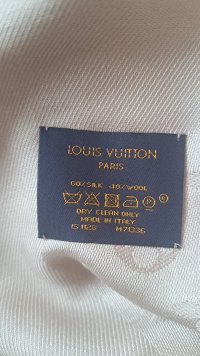 LOUIS VUITTON
PARIS
60%SILK 40%WOOL
DRY CLEAN ONLY
MADE IN ITALY
M71336